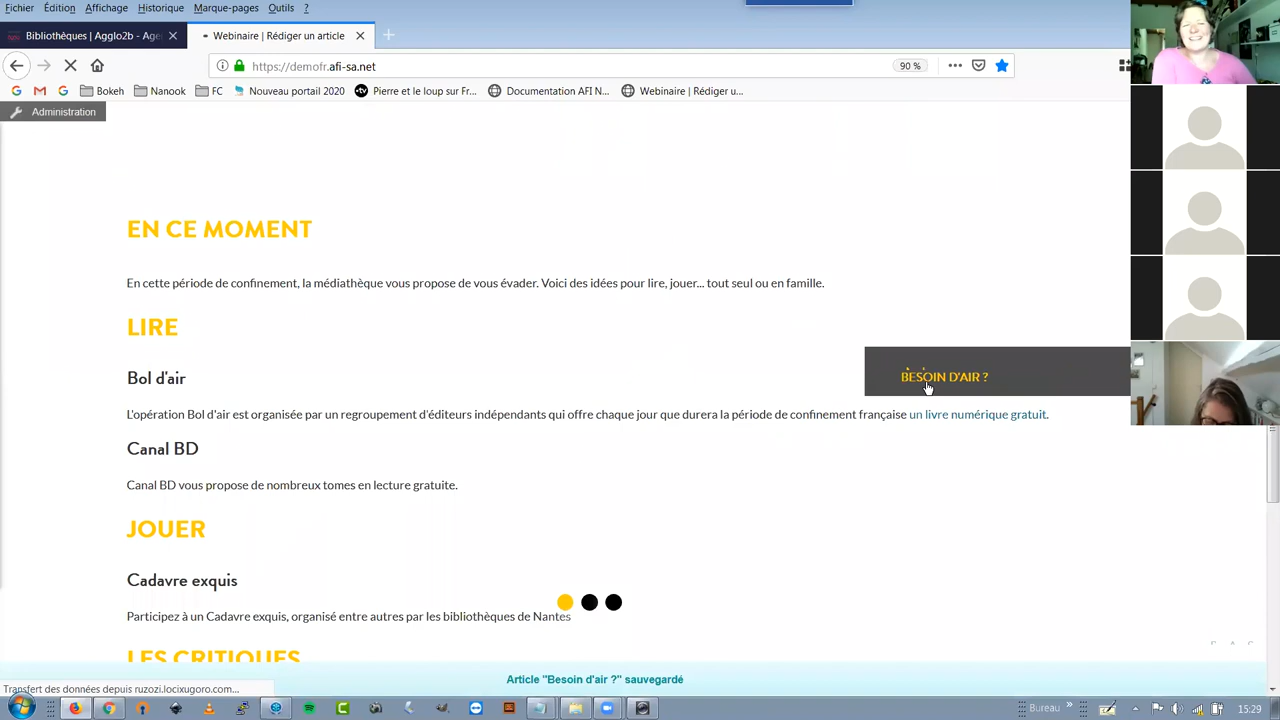 Fichier Édition Affichage Historique Marque-pages Outils ?
Bibliothèques | Agglo2b - Age
Webinaire | Rédiger un article
https://demofr.afi-sa.net
90 %
Bokeh Nanook FC Nouveau portail 2020 Pierre et le loup sur Fr... Documentation AFI N... Webinaire | Rédiger u...
Administration
EN CE MOMENT
En cette période de confinement, la médiathèque vous propose de vous évader. Voici des idées pour lire, jouer... tout seul ou en famille.
LIRE
BESOIN D'AIR ?
Bol d'air
L'opération Bol d'air est organisée par un regroupement d'éditeurs indépendants qui offre chaque jour que durera la période de confinement française un livre numérique gratuit.
Canal BD
Canal BD vous propose de nombreux tomes en lecture gratuite.
JOUER
Cadavre exquis
Participez à un Cadavre exquis, organisé entre autres par les bibliothèques de Nantes
LES CRITIQUES
Article "Besoin d'air ?" sauvegardé
Transfert des données depuis ruzozi.locixugoro.com...
Bureau
15:29